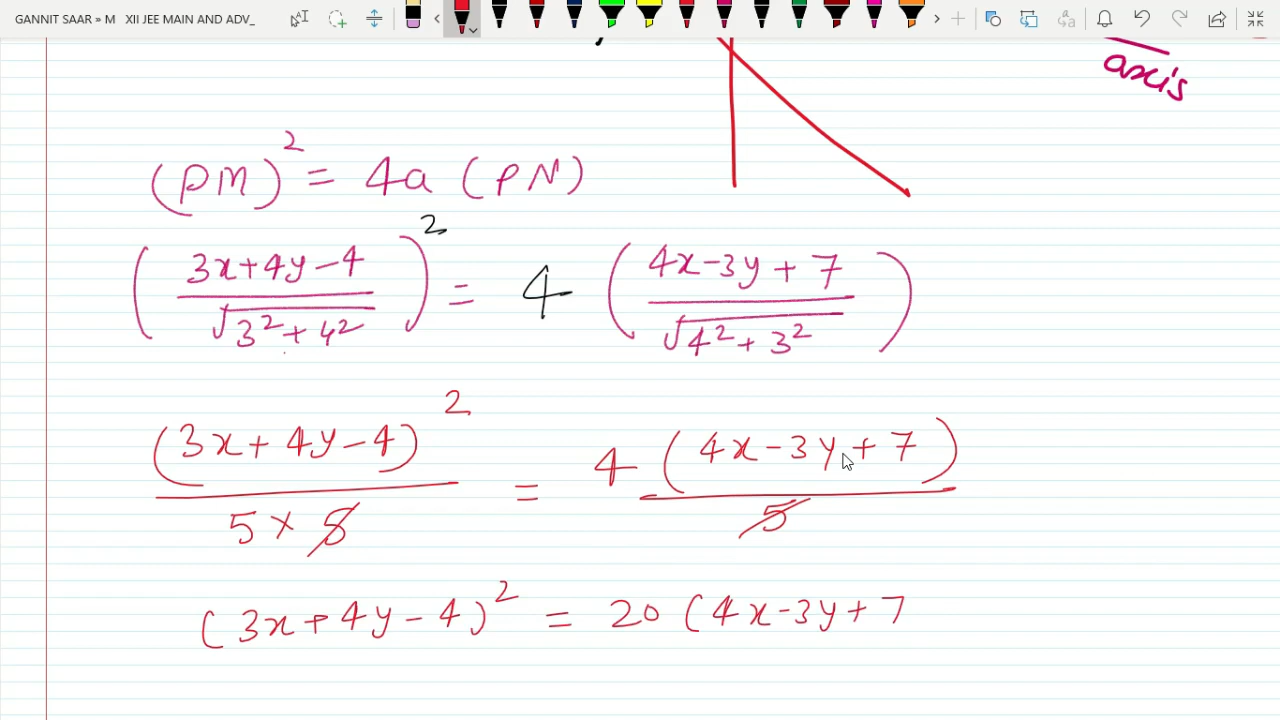 GANNIT SAAR » M XII JEE MAIN AND ADV_
axis
(PM)² = 4a (PN)
((3x+4y-4)/√(3²+4²))² = 4 ((4x-3y+7)/√(4²+3²))
(3x+4y-4)²/(5×5) = 4(4x-3y+7)/5
(3x+4y-4)² = 20(4x-3y+7